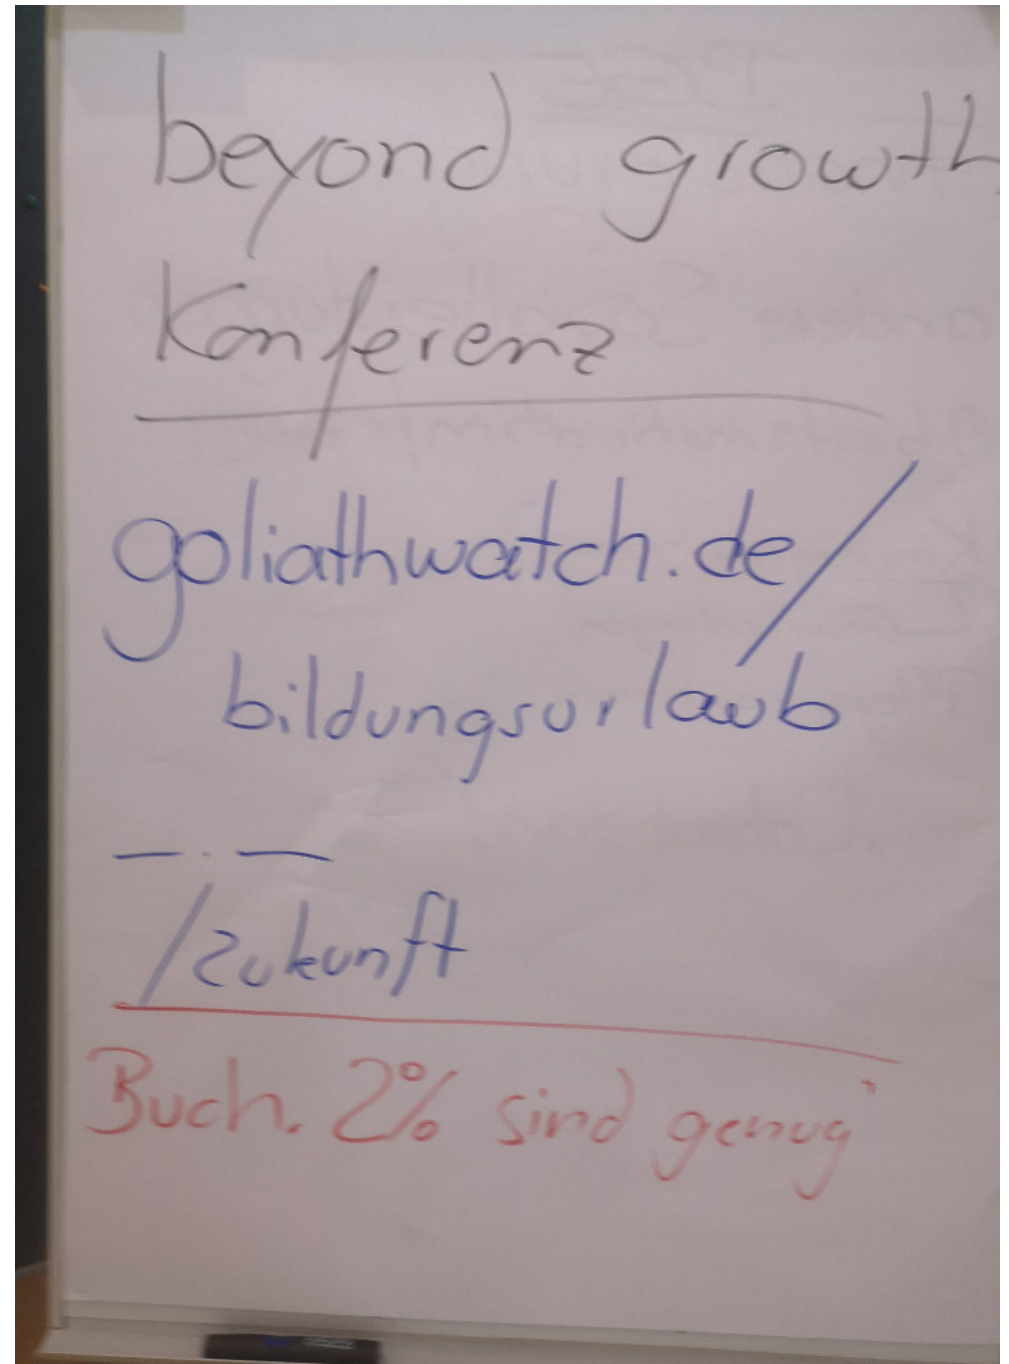 beyond growth
Konferenz
goliathwatch.de/
bildungsurlaub
— . —
/zukunft
Buch. 2% sind genug"